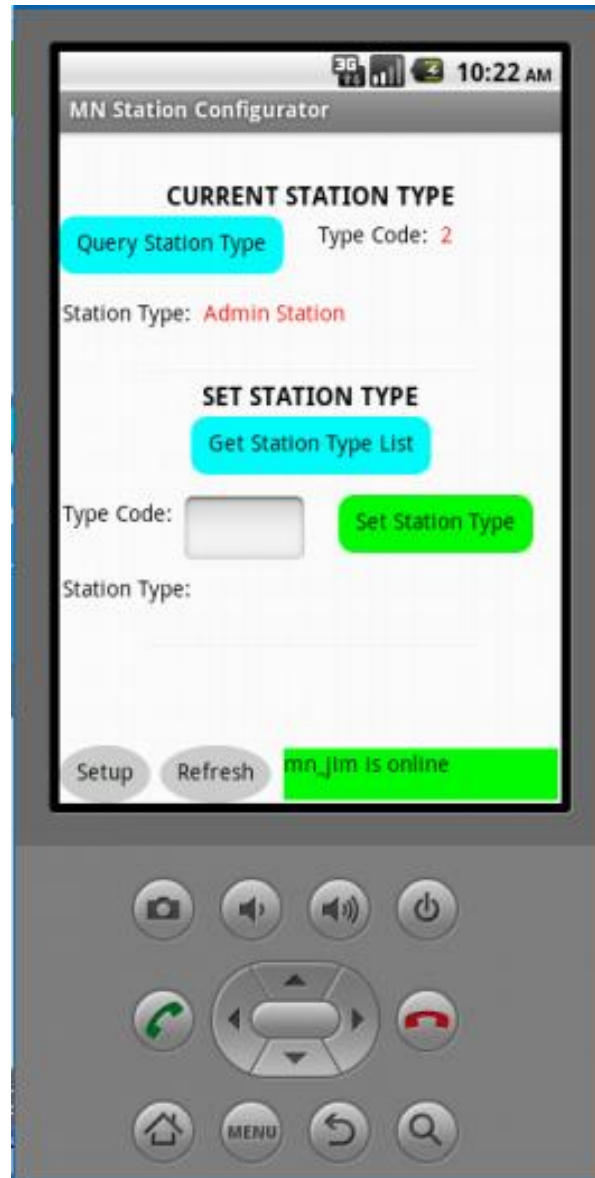 3G
10:22 AM
MN Station Configurator
CURRENT STATION TYPE
Query Station Type
Type Code: 2
Station Type: Admin Station
SET STATION TYPE
Get Station Type List
Type Code:
Set Station Type
Station Type:
Setup
Refresh
mn_jim is online
MENU